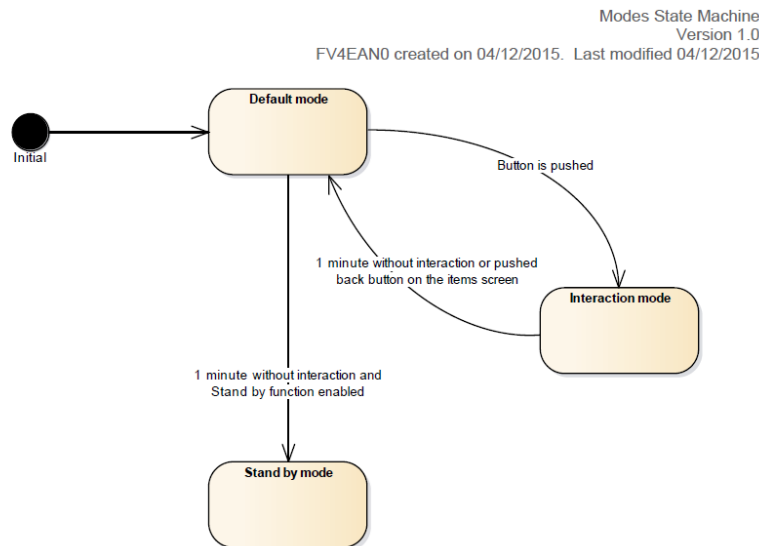 Modes State Machine
Version 1.0
FV4EAN0 created on 04/12/2015.  Last modified 04/12/2015
Default mode
Initial
Button is pushed
1 minute without interaction or pushed
back button on the items screen
Interaction mode
1 minute without interaction and
Stand by function enabled
Stand by mode